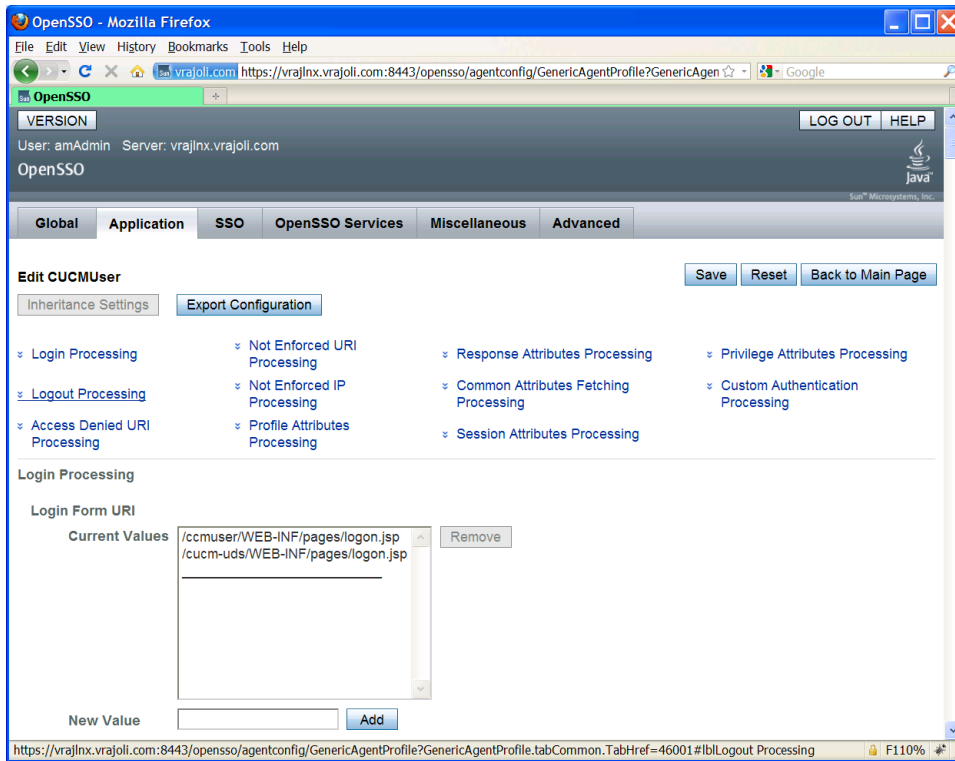 OpenSSO - Mozilla Firefox
File Edit View History Bookmarks Tools Help
vrajoli.com https://vrajlnx.vrajoli.com:8443/opensso/agentconfig/GenericAgentProfile?GenericAgen Google
OpenSSO
VERSION LOG OUT HELP
User: amAdmin Server: vrajlnx.vrajoli.com
OpenSSO
Java
Sun™ Microsystems, Inc.
Global Application SSO OpenSSO Services Miscellaneous Advanced
Edit CUCMUser Save Reset Back to Main Page
Inheritance Settings Export Configuration
Login Processing
Not Enforced URI
Processing
Response Attributes Processing
Privilege Attributes Processing
Logout Processing
Not Enforced IP
Processing
Common Attributes Fetching
Processing
Custom Authentication
Processing
Access Denied URI
Processing
Profile Attributes
Processing
Session Attributes Processing
Login Processing
Login Form URI
Current Values
/ccmuser/WEB-INF/pages/logon.jsp
/cucm-uds/WEB-INF/pages/logon.jsp
Remove
New Value Add
https://vrajlnx.vrajoli.com:8443/opensso/agentconfig/GenericAgentProfile?GenericAgentProfile.tabCommon.TabHref=46001#lblLogout Processing F110%